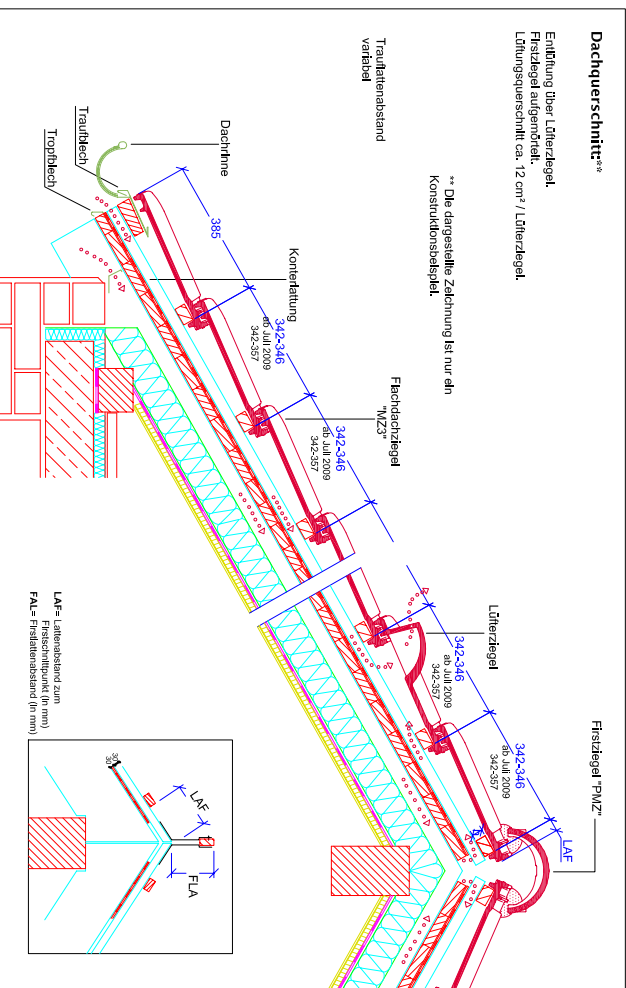 Dachquerschnitt:**
Entlüftung über Lüfterziegel.
Firstziegel aufgemörtelt.
Lüftungsquerschnitt ca. 12 cm² / Lüfterziegel.
** Die dargestellte Zeichnung ist nur ein
Konstruktionsbeispiel.
Trauflattenabstand
variabel
Dachrinne
Traufblech
Tropfblech
385
Konterlattung
342-346
ab Juli 2009
342-357
Flachdachziegel
"MZ3"
342-346
ab Juli 2009
342-357
Lüfterziegel
342-346
ab Juli 2009
342-357
342-346
ab Juli 2009
342-357
Firstziegel "PMZ"
LAF
LAF= Lattenabstand zum
Firstschnittpunkt (in mm)
FAL= Firstlattenabstand (in mm)
LAF
FLA
30
30